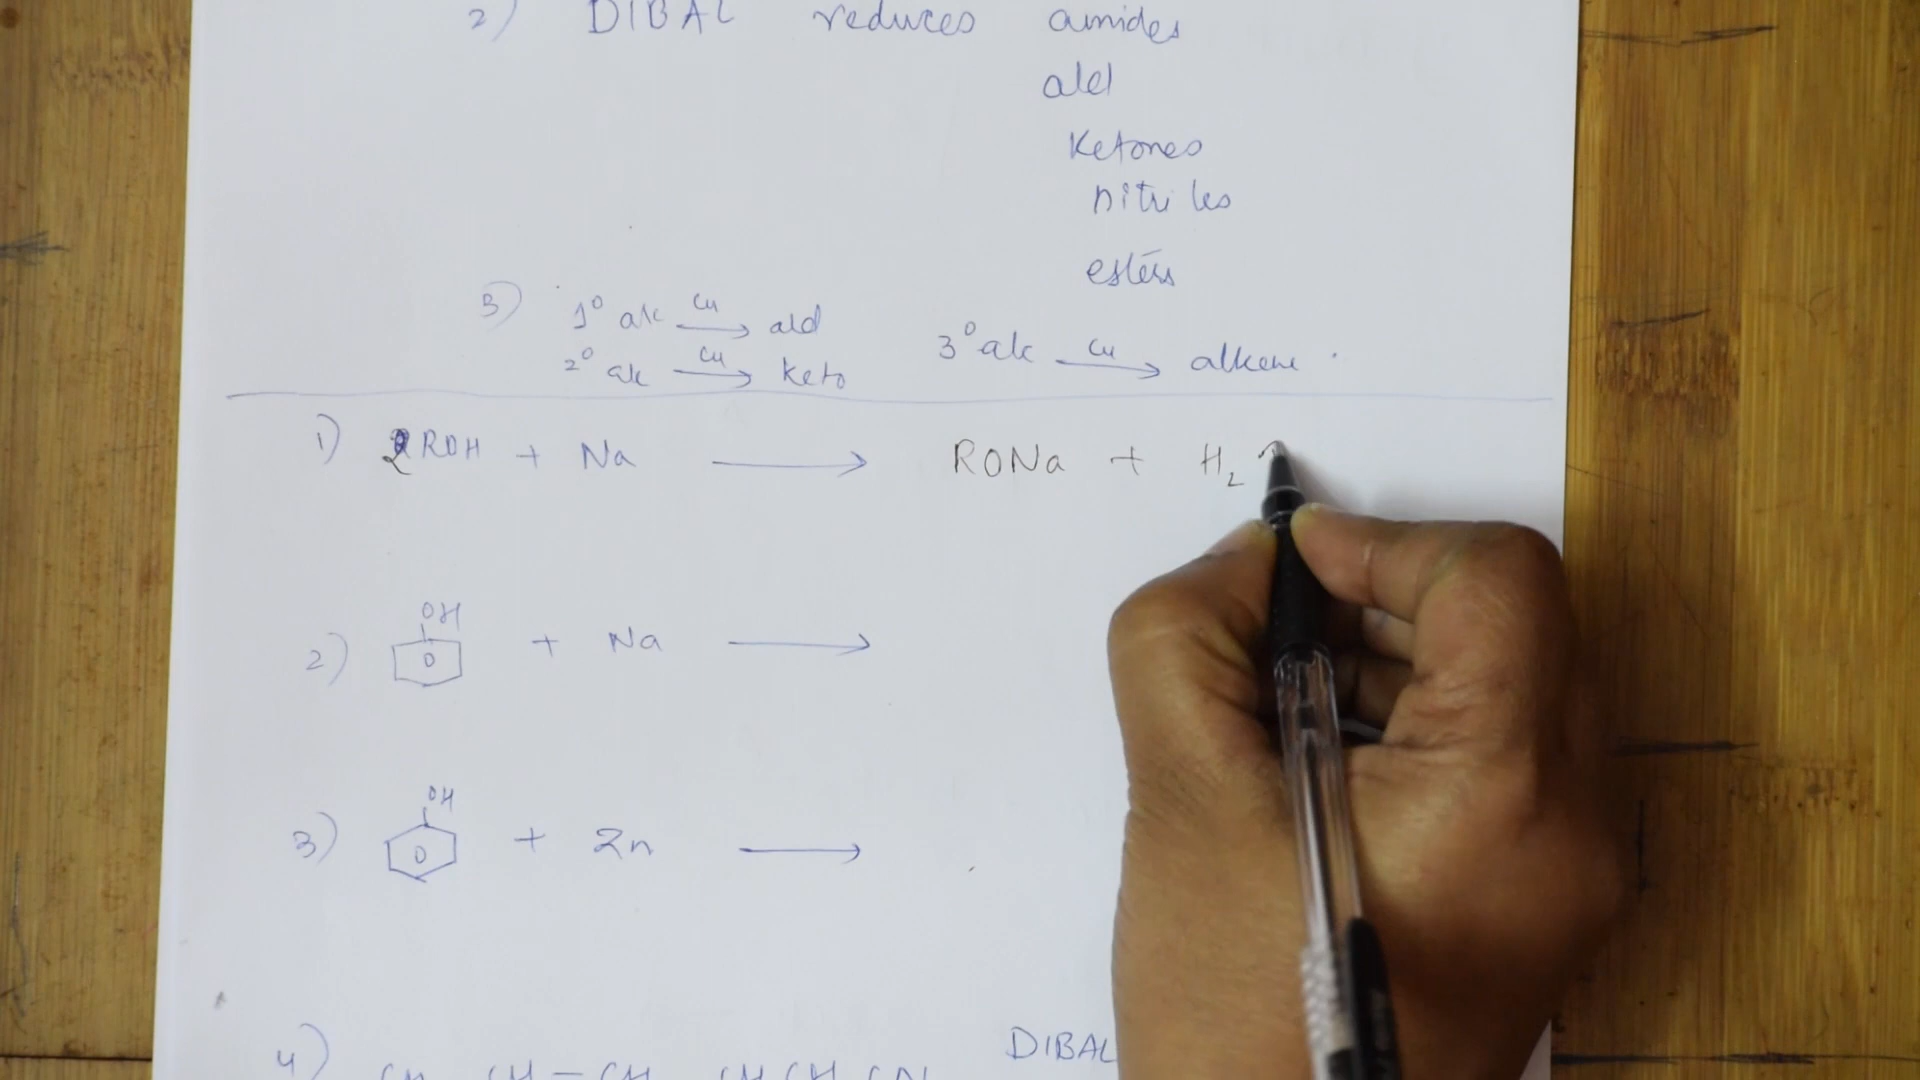 2) DIBAL reduces amides
ald
Ketones
nitriles
esters
3) 1° alc Cu → ald
2° alc Cu → keto
3° alc Cu → alkene
1) 2ROH + Na → RONa + H2 ↑
2) OH + Na →
3) OH + Zn →
4) DIBAL